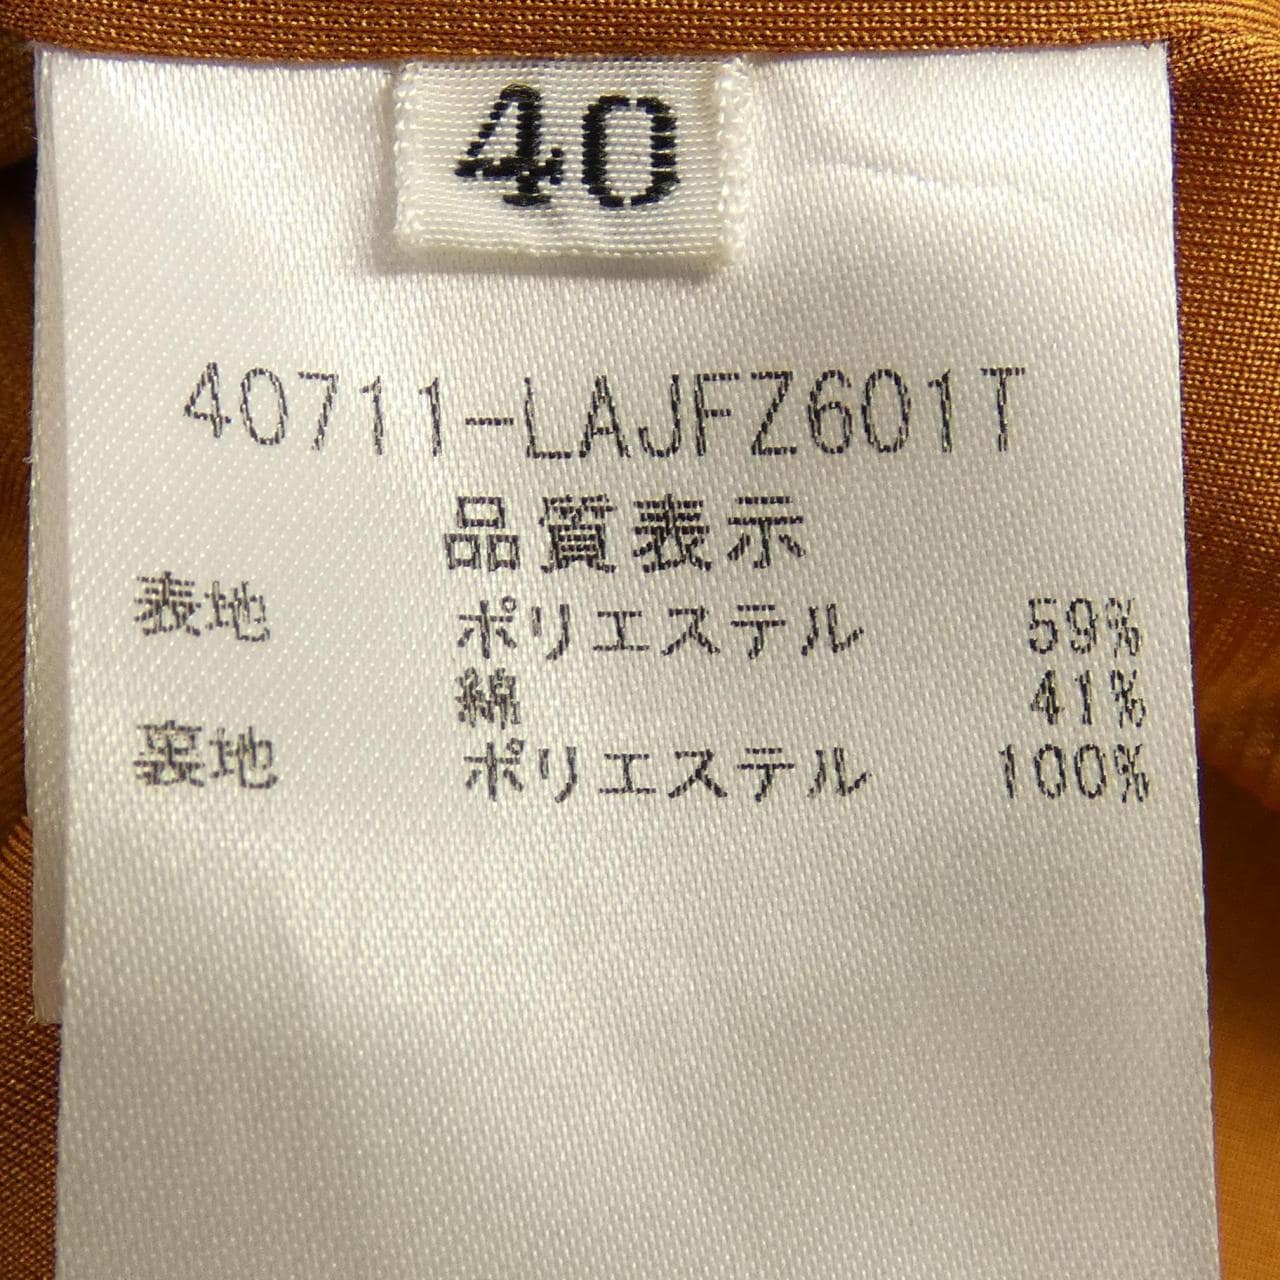 40
40711-LAJFZ601T
品質表示
表地 ポリエステル 59%
綿 41%
裏地 ポリエステル 100%